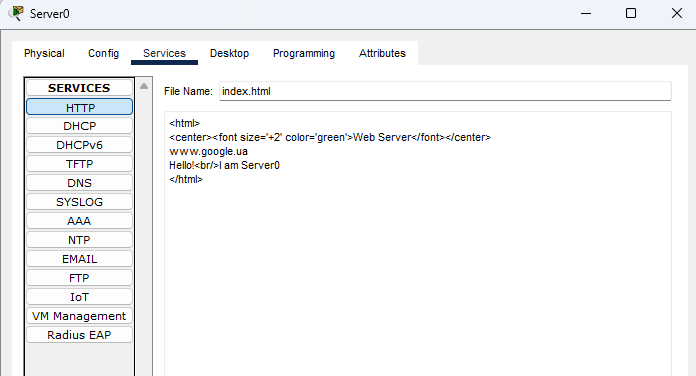 Server0
Physical Config Services Desktop Programming Attributes
SERVICES
HTTP
DHCP
DHCPv6
TFTP
DNS
SYSLOG
AAA
NTP
EMAIL
FTP
IoT
VM Management
Radius EAP
File Name: index.html
<html>
<center><font size='+2' color='green'>Web Server</font></center>
www.google.ua
Hello!<br/>I am Server0
</html>